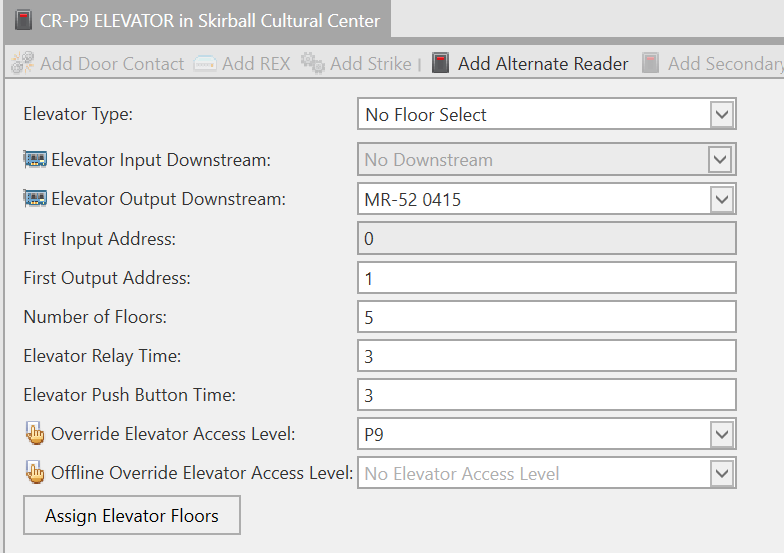 CR-P9 ELEVATOR in Skirball Cultural Center
Add Door Contact Add REX Add Strike | Add Alternate Reader Add Secondary
Elevator Type: No Floor Select
Elevator Input Downstream: No Downstream
Elevator Output Downstream: MR-52 0415
First Input Address: 0
First Output Address: 1
Number of Floors: 5
Elevator Relay Time: 3
Elevator Push Button Time: 3
Override Elevator Access Level: P9
Offline Override Elevator Access Level: No Elevator Access Level
Assign Elevator Floors